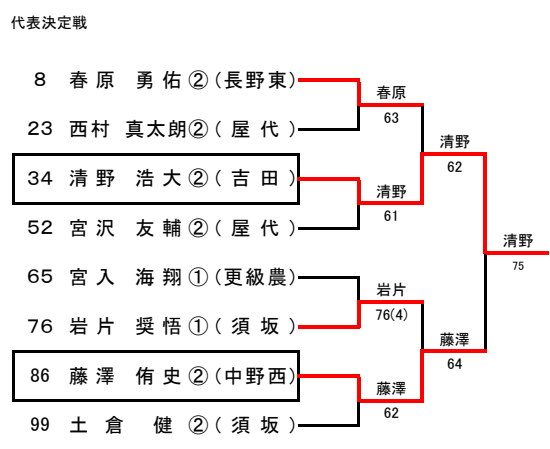 代表決定戦
8 春原 勇佑②(長野東)
春原
63
23 西村 真太朗②(屋代)
清野
62
34 清野 浩大②(吉田)
清野
61
52 宮沢 友輔②(屋代)
清野
75
65 宮入 海翔①(更級農)
岩片
76(4)
76 岩片 奨悟①(須坂)
藤澤
64
86 藤澤 侑史②(中野西)
藤澤
62
99 土倉 健②(須坂)